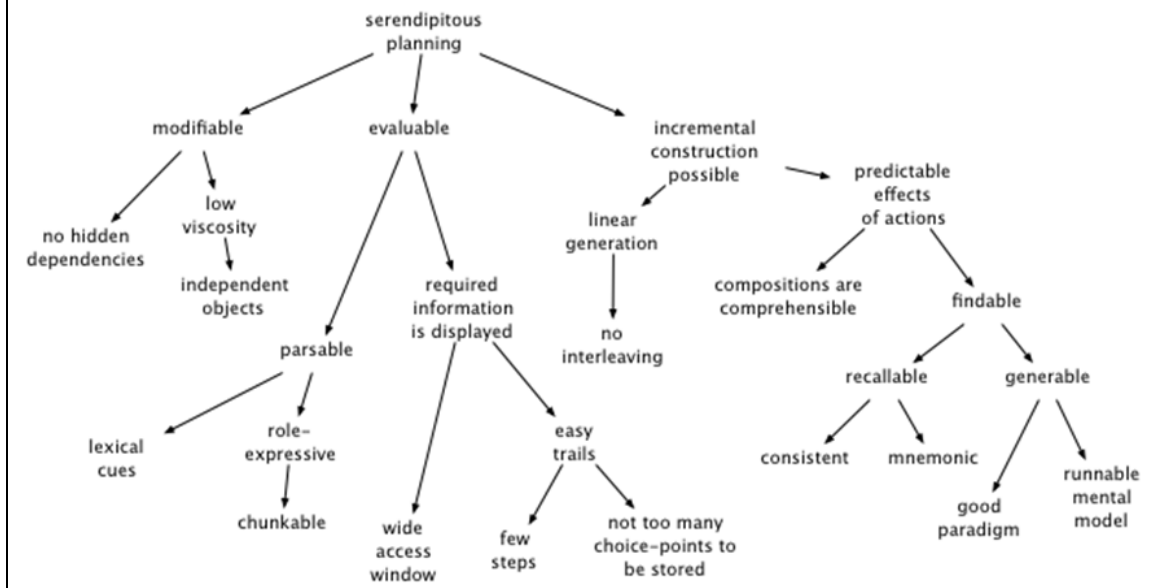 serendipitous
planning
modifiable
evaluable
incremental
construction
possible
predictable
effects
of actions
no hidden
dependencies
low
viscosity
independent
objects
linear
generation
no
interleaving
compositions are
comprehensible
findable
required
information
is displayed
parsable
recallable
generable
lexical
cues
role-
expressive
chunkable
easy
trails
wide
access
window
few
steps
not too many
choice-points to
be stored
consistent
mnemonic
good
paradigm
runnable
mental
model